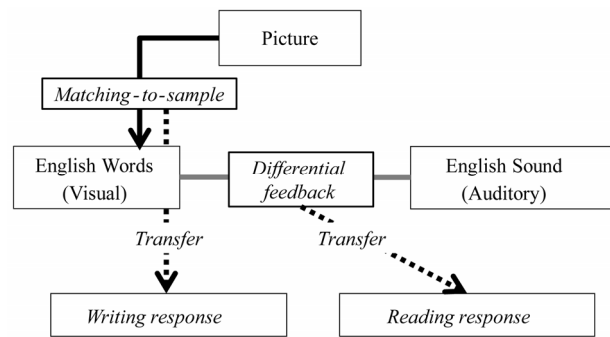 Picture
Matching-to-sample
English Words
(Visual)
Differential
feedback
English Sound
(Auditory)
Transfer
Transfer
Writing response
Reading response